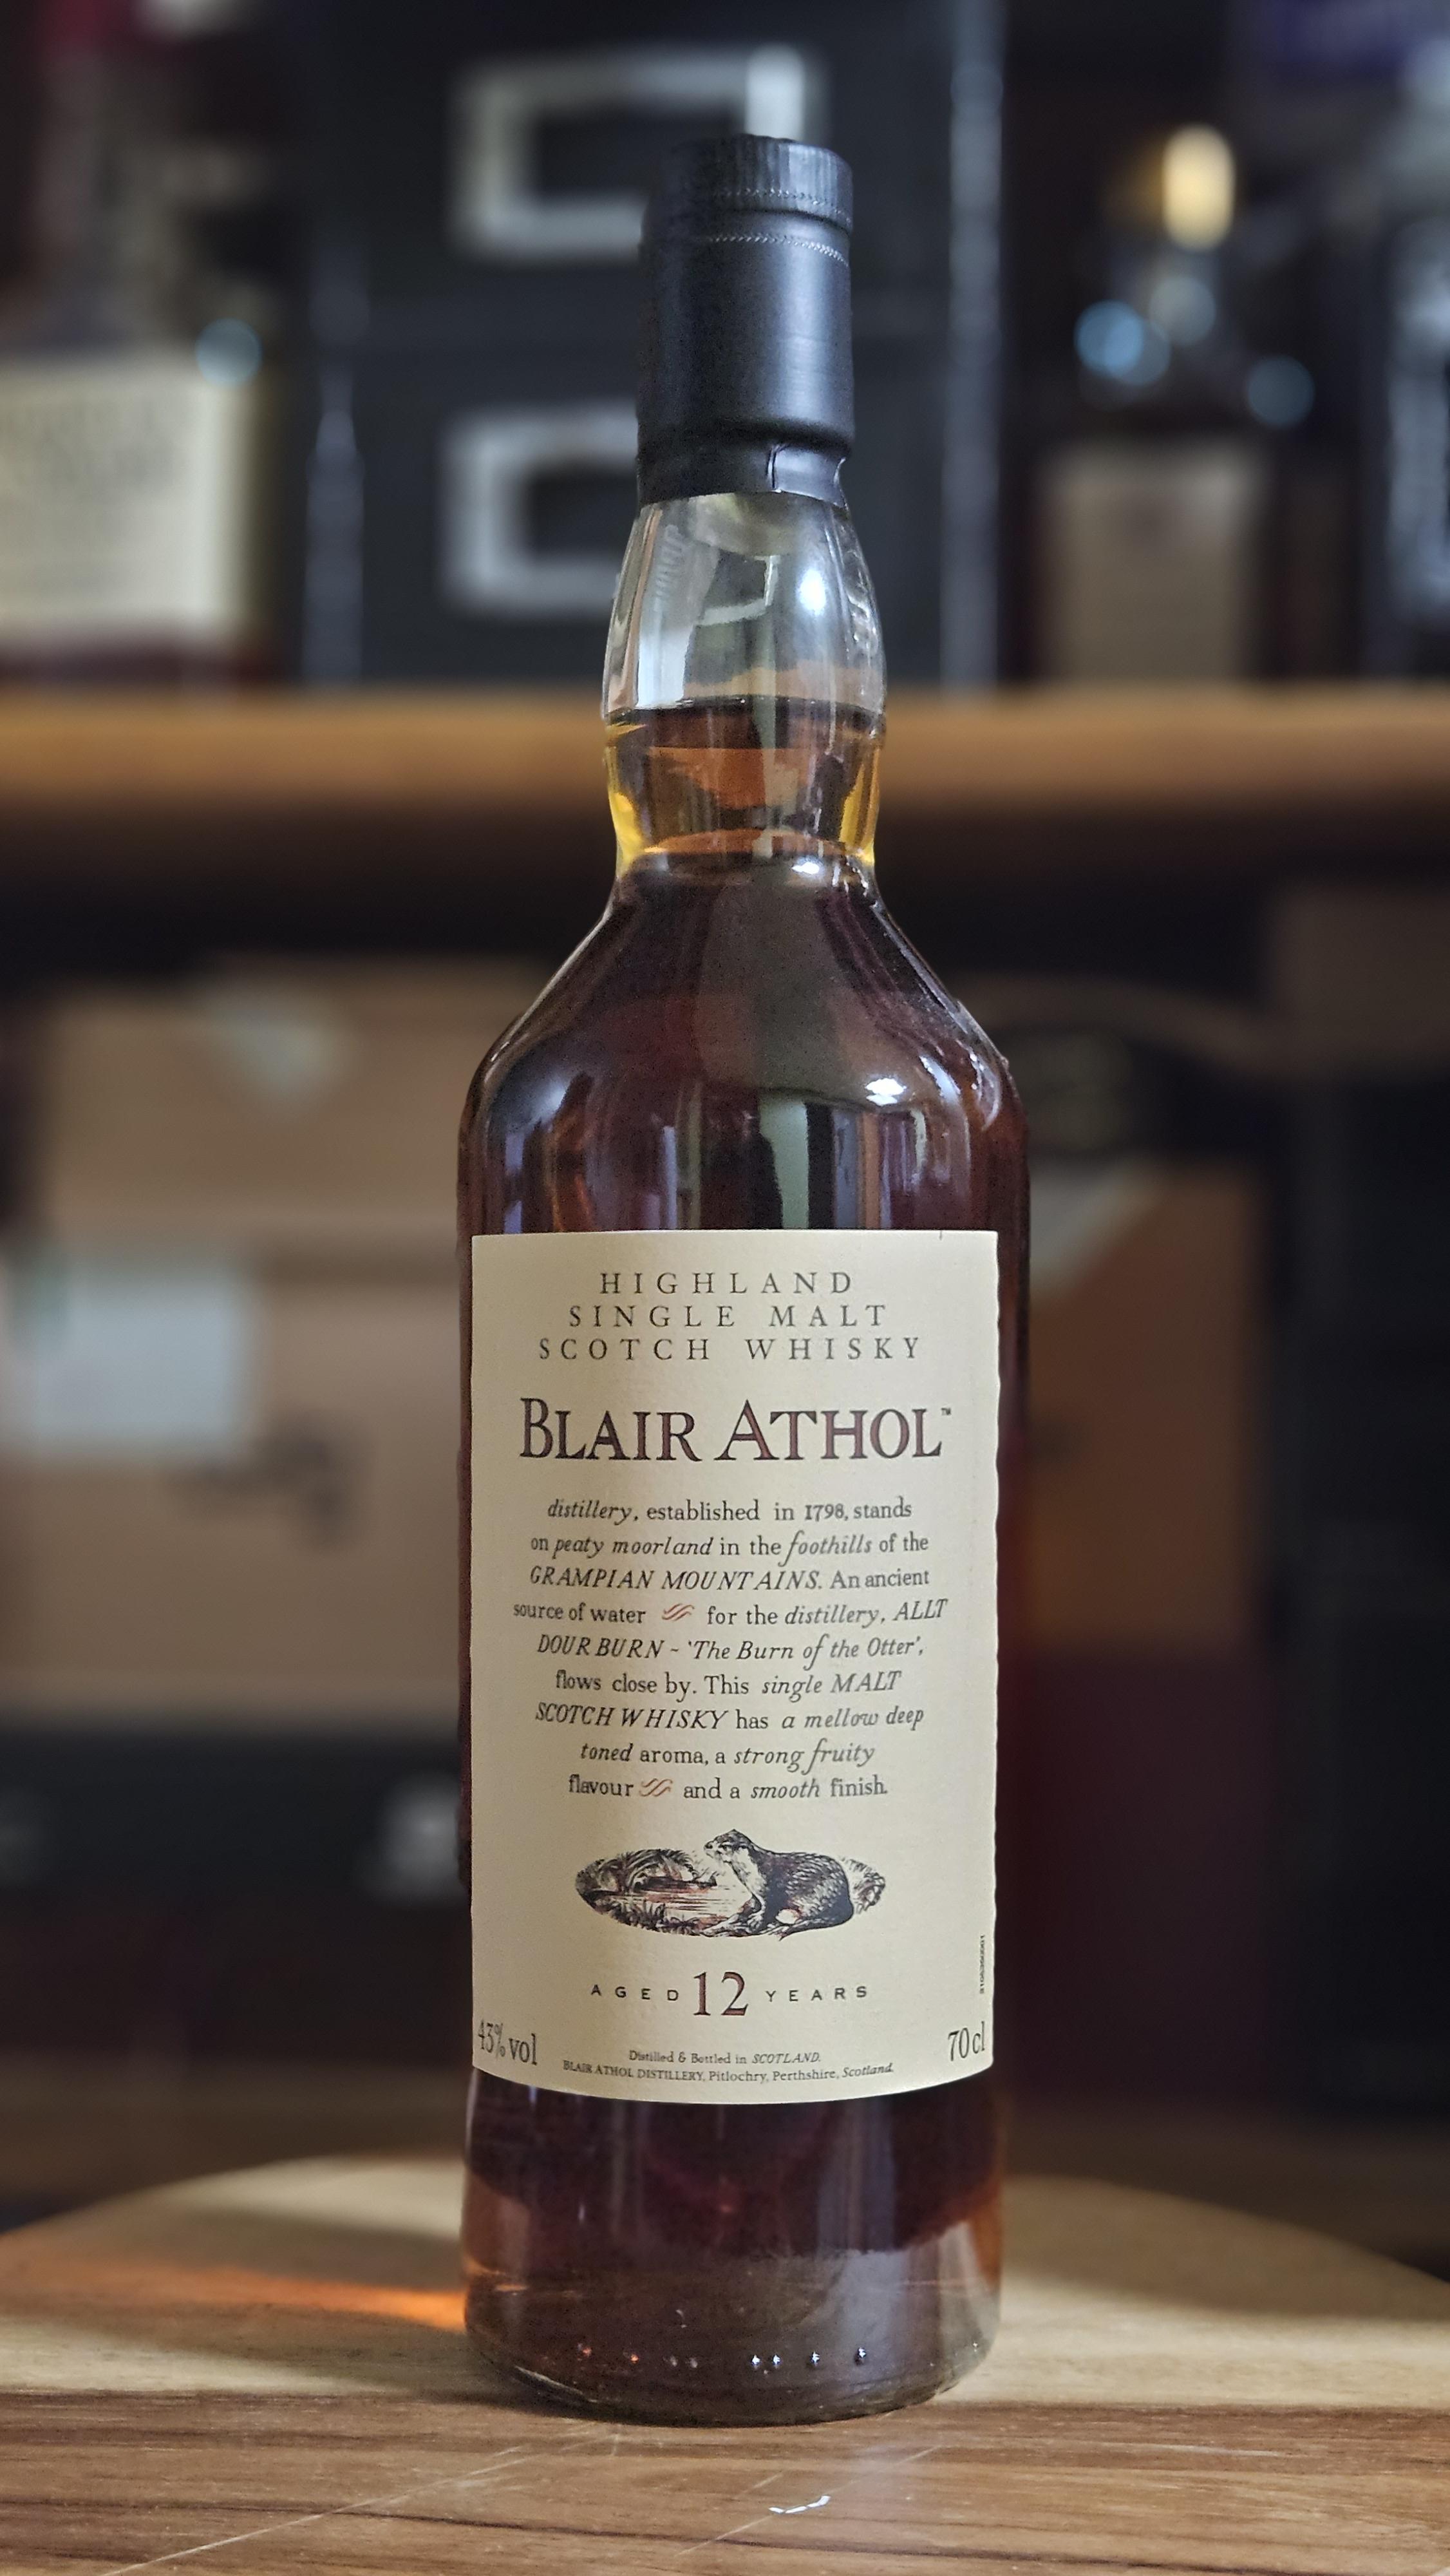 HIGHLAND
SINGLE MALT
SCOTCH WHISKY
BLAIR ATHOL™
distillery, established in 1798, stands
on peaty moorland in the foothills of the
GRAMPIAN MOUNTAINS. An ancient
source of water for the distillery, ALLT
DOUR BURN ~ 'The Burn of the Otter',
flows close by. This single MALT
SCOTCH WHISKY has a mellow deep
toned aroma, a strong fruity
flavour and a smooth finish.
AGED 12 YEARS
43% vol
70 cl
Distilled & Bottled in SCOTLAND.
BLAIR ATHOL DISTILLERY, Pitlochry, Perthshire, Scotland.